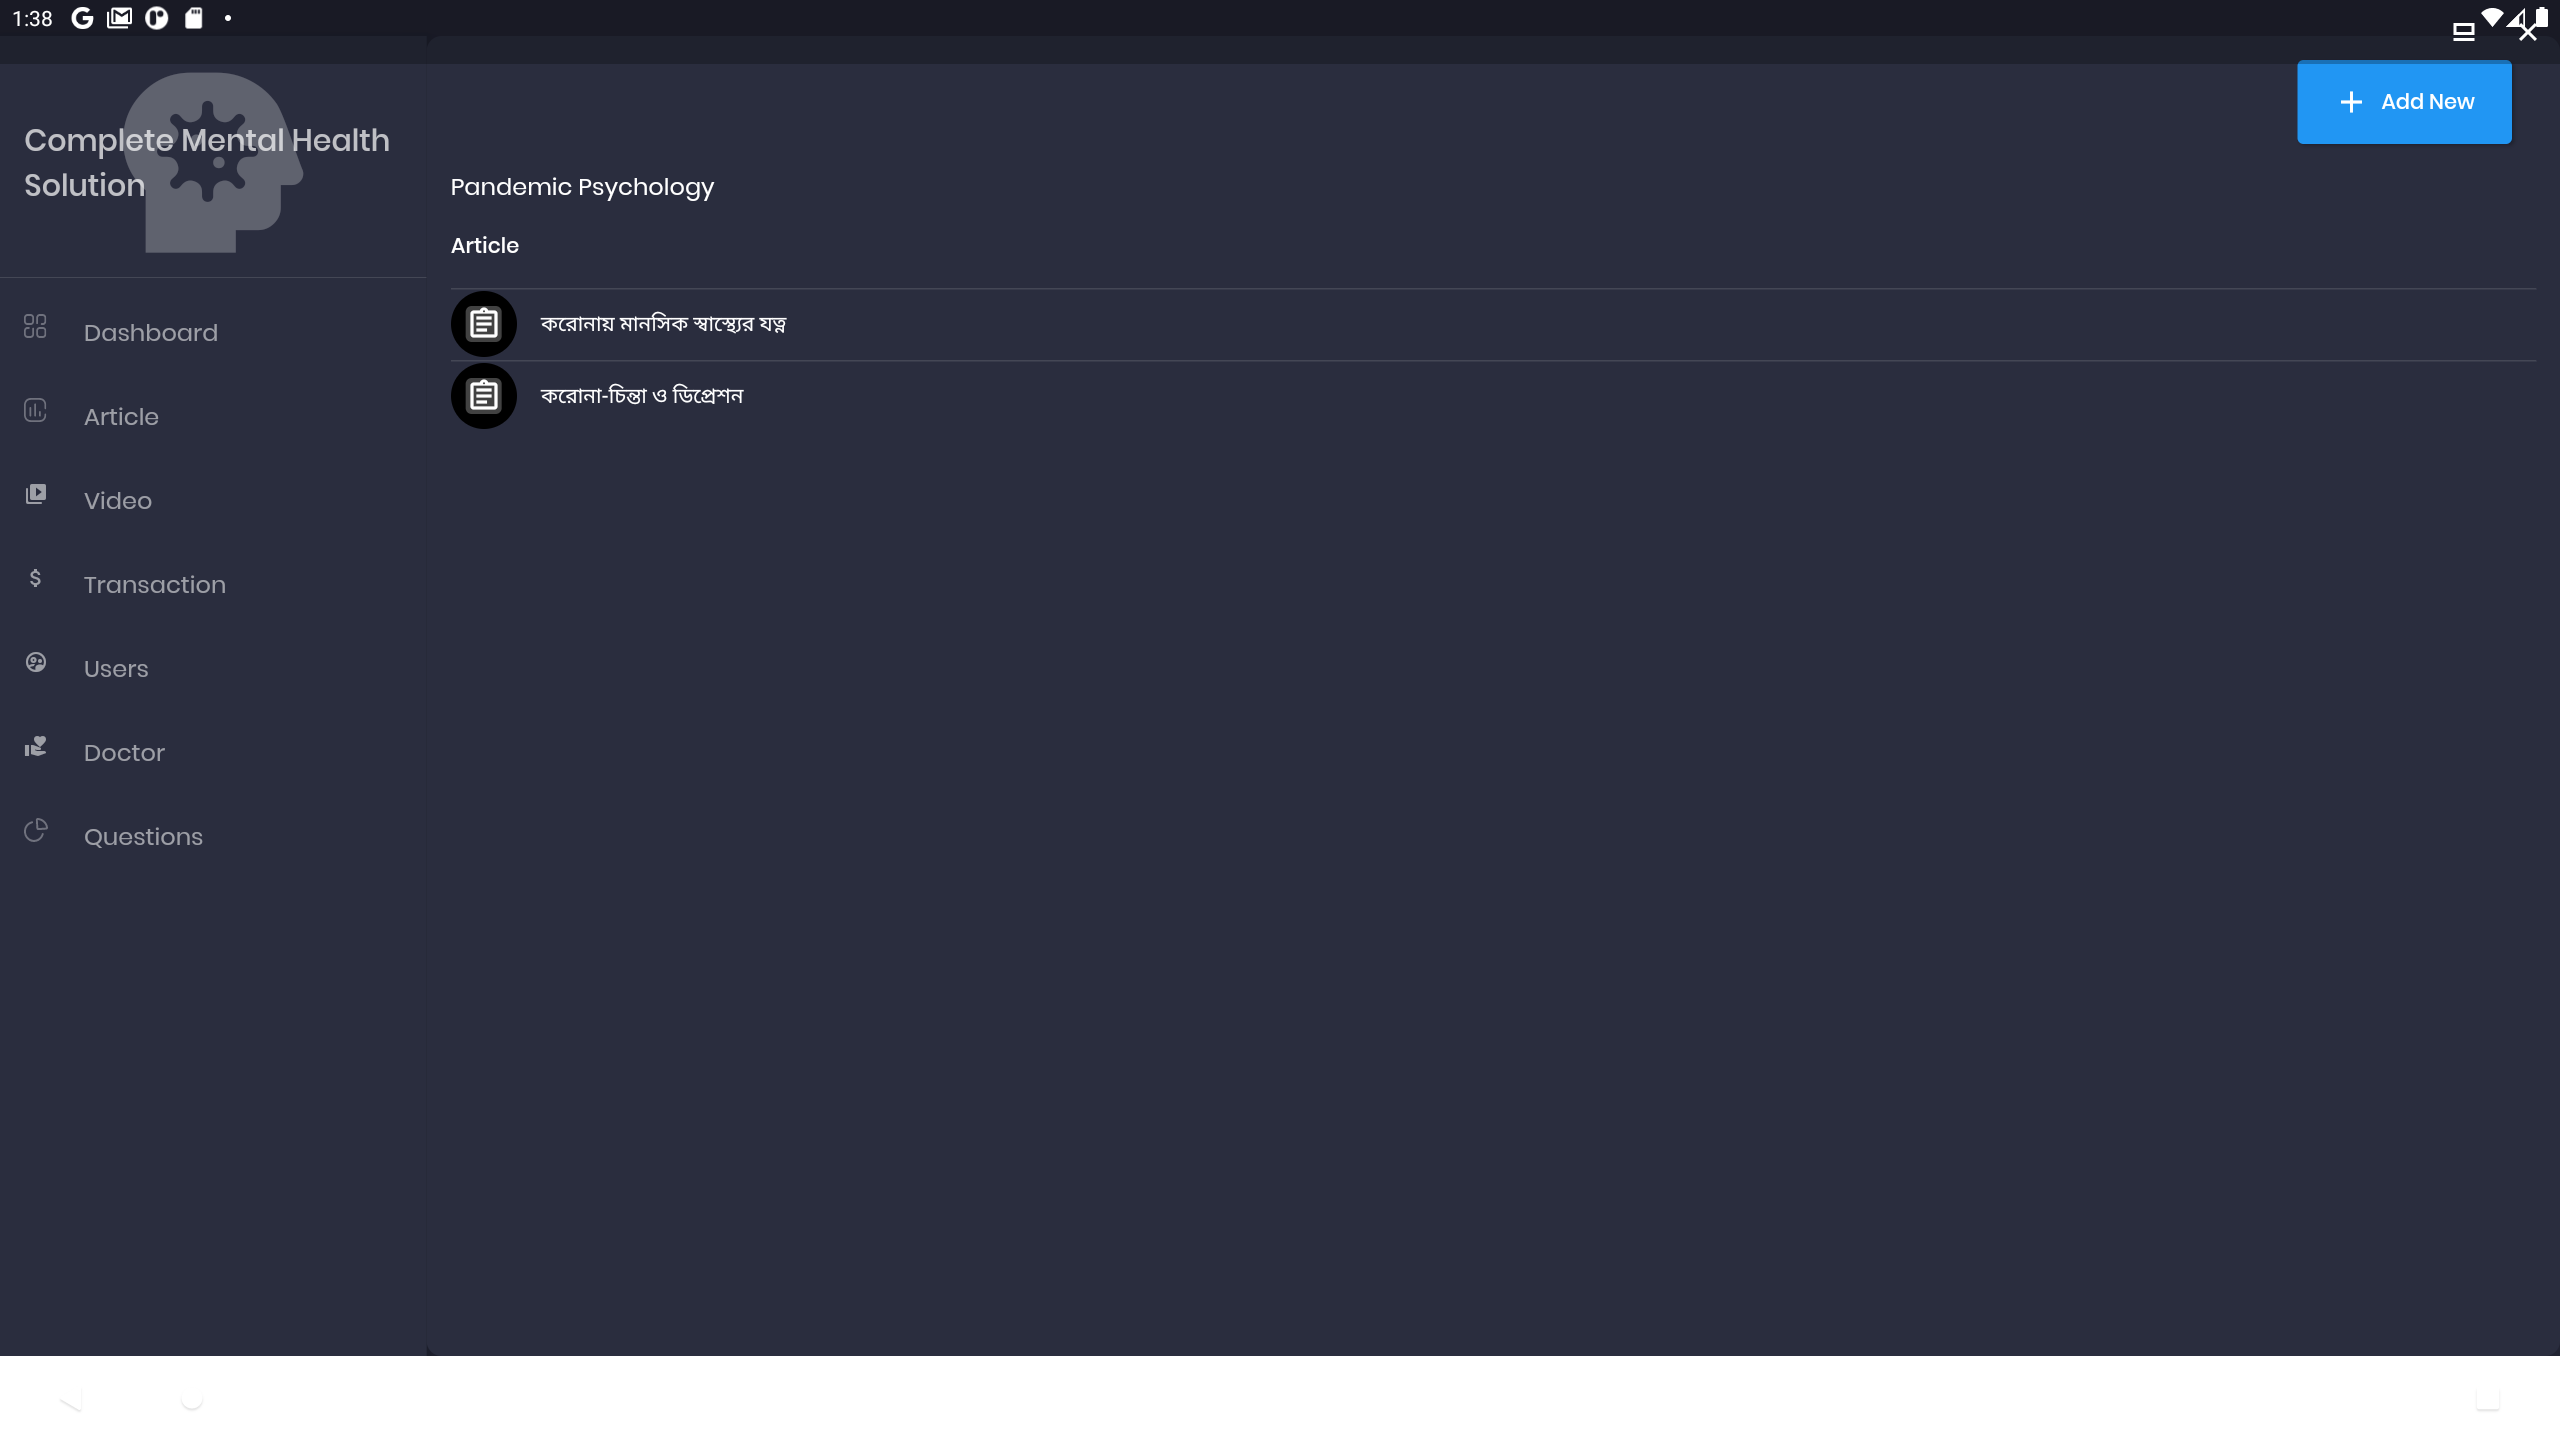 1:38
Complete Mental Health
Solution
Dashboard
Article
Video
Transaction
Users
Doctor
Questions
Add New
Pandemic Psychology
Article
করোনায় মানসিক স্বাস্থ্যের যত্ন
করোনা-চিন্তা ও ডিপ্রেশন